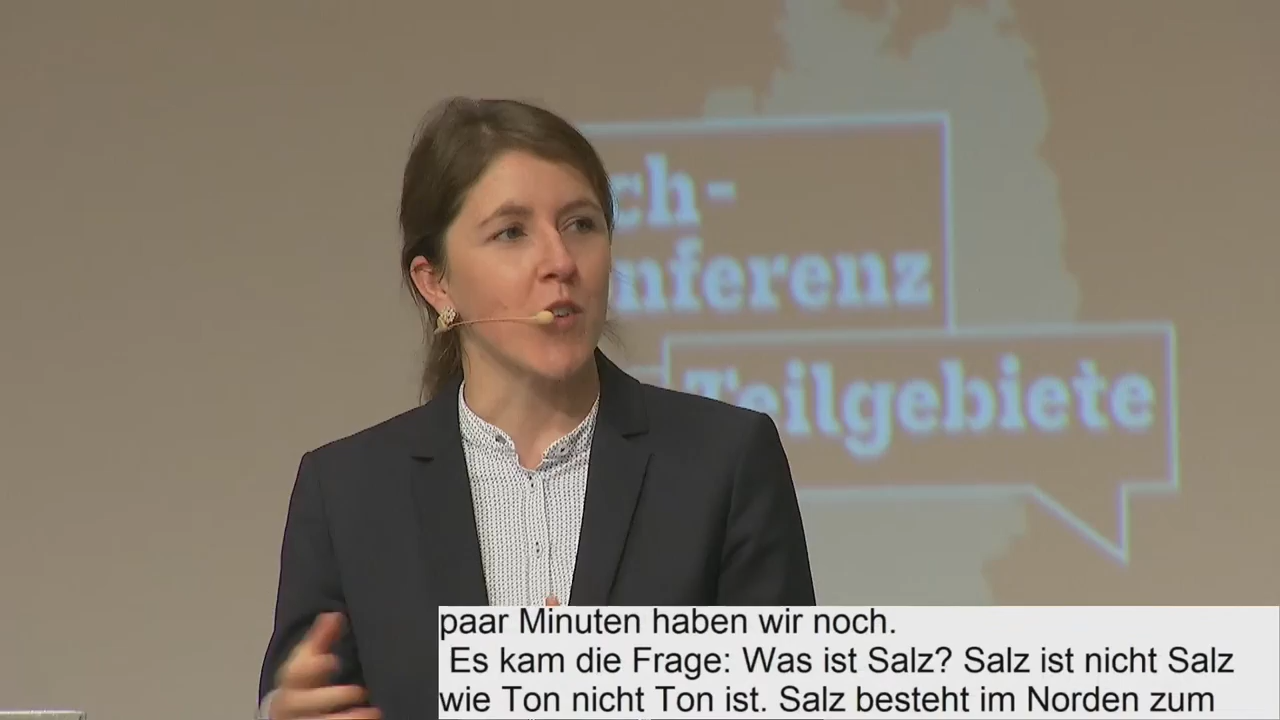 ch-
nferenz
Teilgebiete
paar Minuten haben wir noch.
Es kam die Frage: Was ist Salz? Salz ist nicht Salz
wie Ton nicht Ton ist. Salz besteht im Norden zum